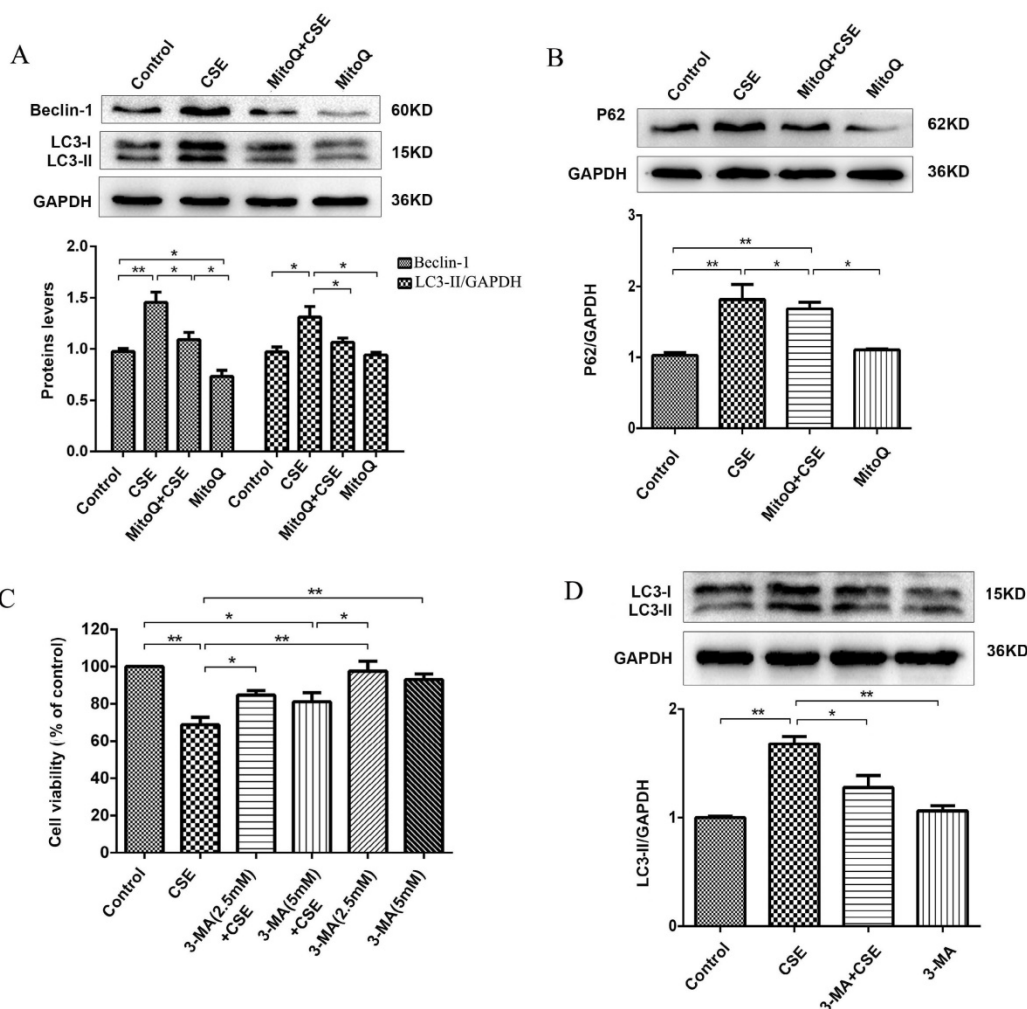 A
Control CSE MitoQ+CSE MitoQ
Beclin-1 60KD
LC3-I
LC3-II 15KD
GAPDH 36KD
2.0
1.5
1.0
0.5
0.0
Proteins levers
* ** * * * * *
Beclin-1
LC3-II/GAPDH
Control CSE MitoQ+CSE MitoQ Control CSE MitoQ+CSE MitoQ
B
Control CSE MitoQ+CSE MitoQ
P62 62KD
GAPDH 36KD
3
2
1
0
P62/GAPDH
** ** * *
Control CSE MitoQ+CSE MitoQ
C
120
100
80
60
40
20
0
Cell viability ( % of control)
** * * ** ** *
Control CSE 3-MA(2.5mM) +CSE 3-MA(5mM) +CSE 3-MA(2.5mM) 3-MA(5mM)
D
LC3-I
LC3-II 15KD
GAPDH 36KD
2
1
0
LC3-II/GAPDH
** ** *
Control CSE 3-MA+CSE 3-MA